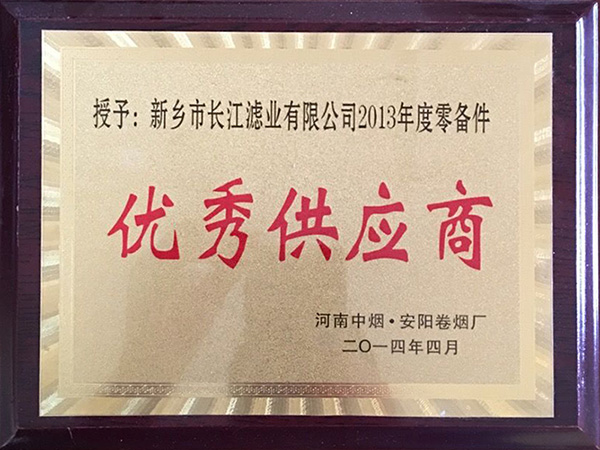 授予：新乡市长江滤业有限公司2013年度零备件
优秀供应商
河南中烟·安阳卷烟厂
二〇一四年四月